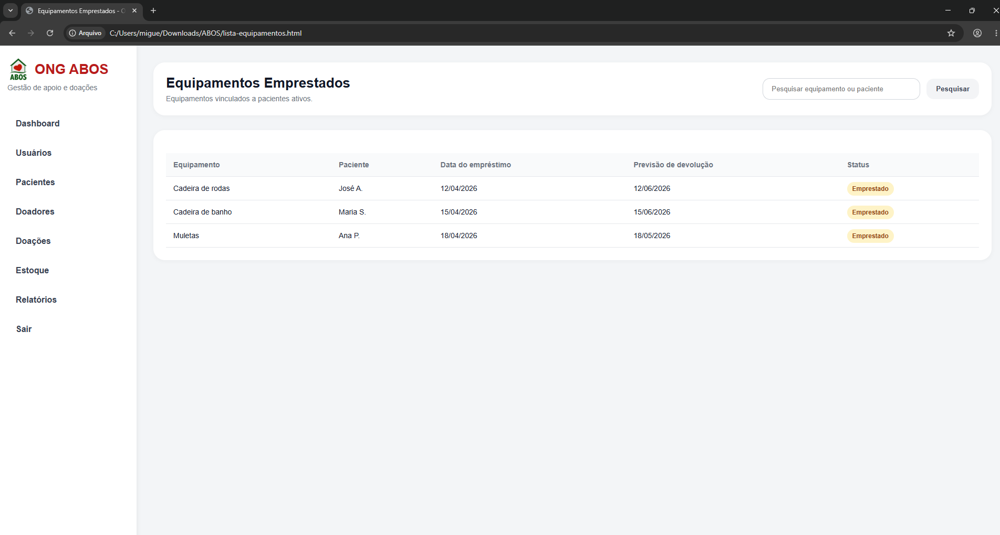 Equipamentos Emprestados -
Arquivo
C:/Users/migue/Downloads/ABOS/lista-equipamentos.html
ABOS
ONG ABOS
Gestão de apoio e doações
Dashboard
Usuários
Pacientes
Doadores
Doações
Estoque
Relatórios
Sair
Equipamentos Emprestados
Equipamentos vinculados a pacientes ativos.
Pesquisar equipamento ou paciente
Pesquisar
Equipamento Paciente Data do empréstimo Previsão de devolução Status
Cadeira de rodas José A. 12/04/2026 12/06/2026 Emprestado
Cadeira de banho Maria S. 15/04/2026 15/06/2026 Emprestado
Muletas Ana P. 18/04/2026 18/05/2026 Emprestado